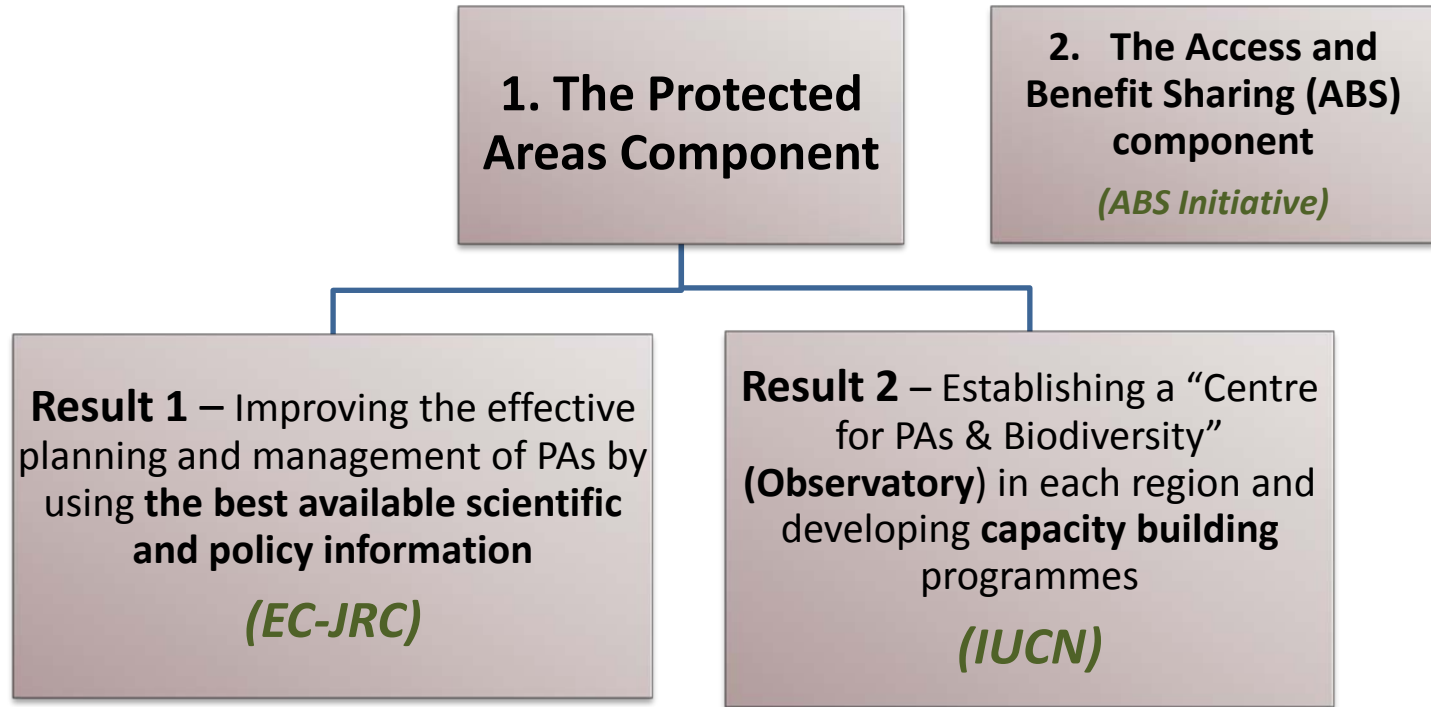 1. The Protected
Areas Component
2. The Access and
Benefit Sharing (ABS)
component
(ABS Initiative)
Result 1 – Improving the effective
planning and management of PAs by
using the best available scientific
and policy information
(EC-JRC)
Result 2 – Establishing a “Centre
for PAs & Biodiversity”
(Observatory) in each region and
developing capacity building
programmes
(IUCN)